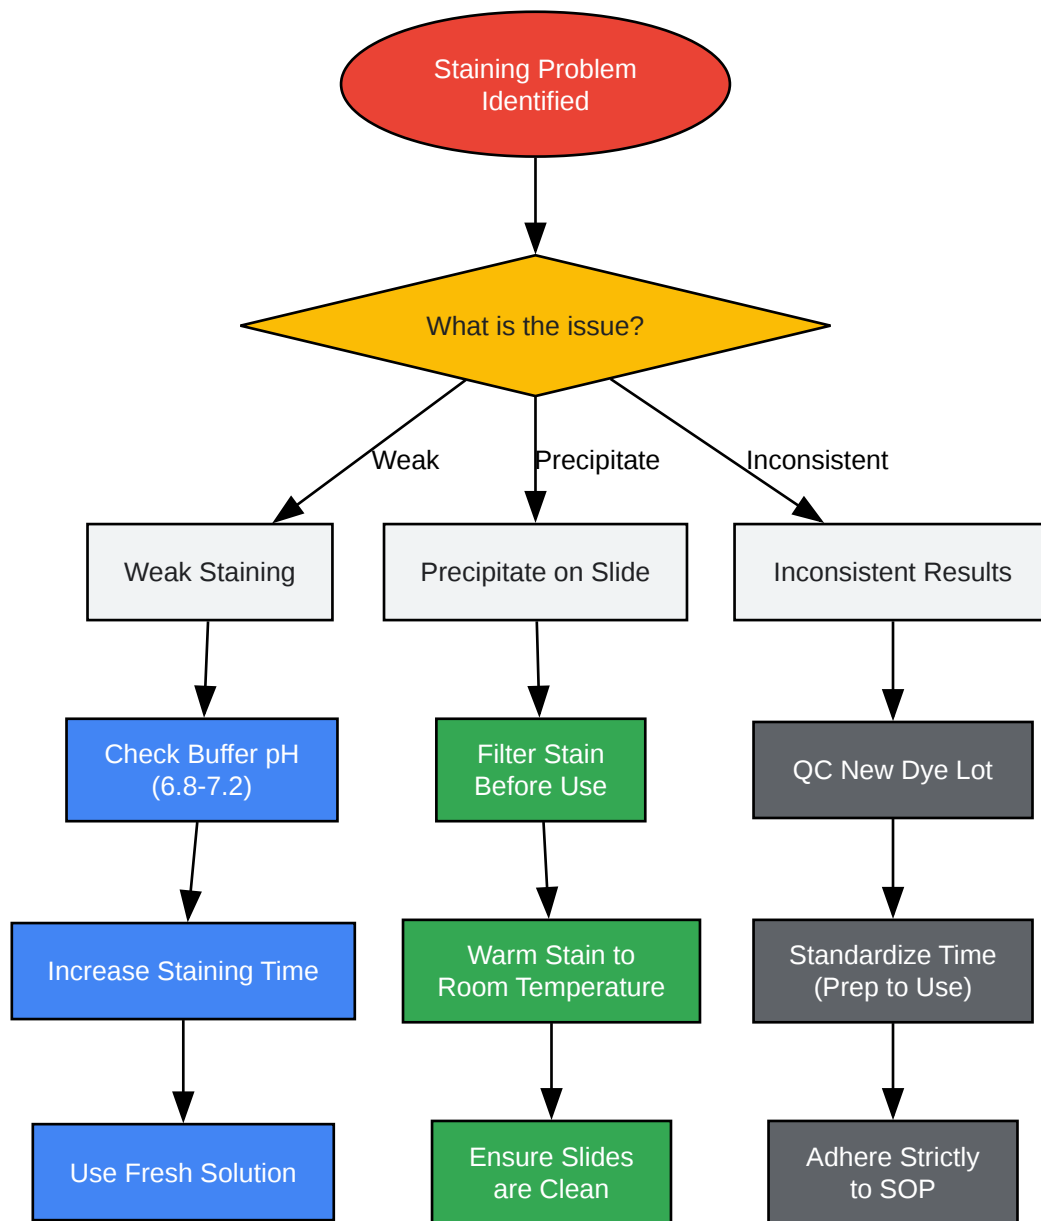 Staining Problem
Identified
What is the issue?
Weak
Precipitate
Inconsistent
Weak Staining
Precipitate on Slide
Inconsistent Results
Check Buffer pH
(6.8-7.2)
Filter Stain
Before Use
QC New Dye Lot
Increase Staining Time
Warm Stain to
Room Temperature
Standardize Time
(Prep to Use)
Use Fresh Solution
Ensure Slides
are Clean
Adhere Strictly
to SOP